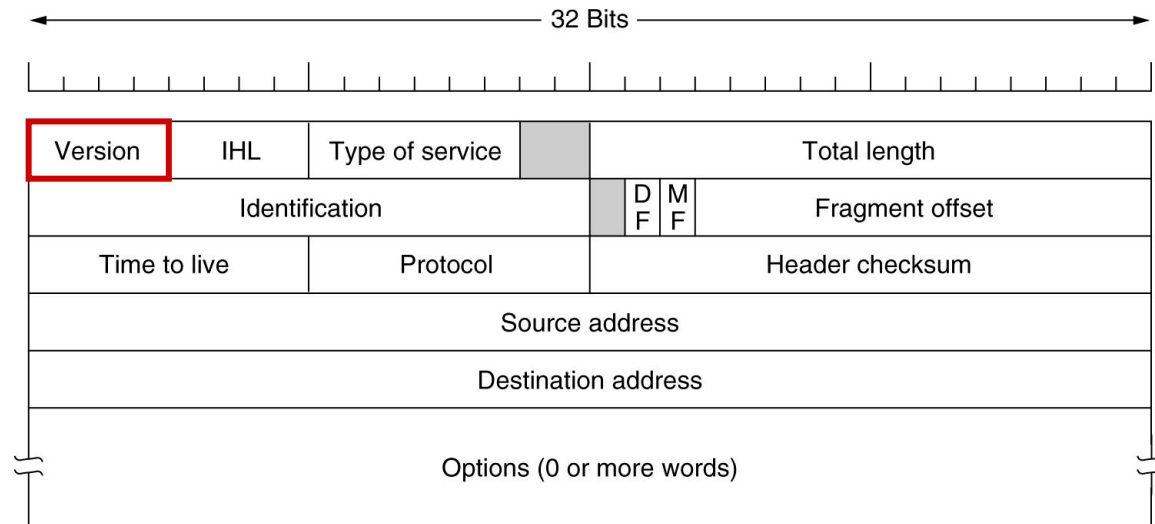 32 Bits
Version IHL Type of service Total length
Identification D F M F Fragment offset
Time to live Protocol Header checksum
Source address
Destination address
Options (0 or more words)